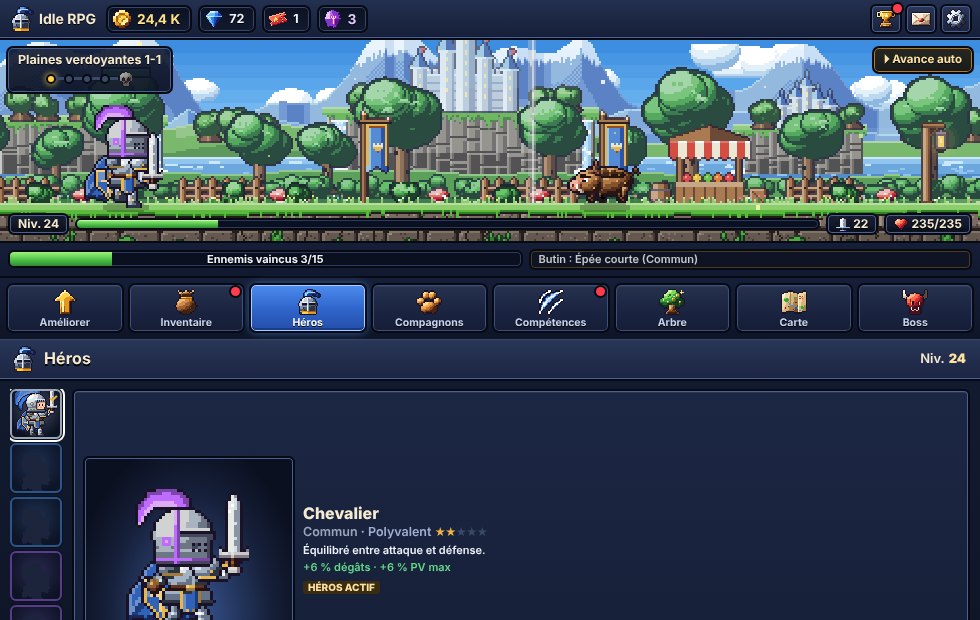 Idle RPG
24,4 K
72
1
3
Plaines verdoyantes 1-1
Avance auto
Niv. 24
22
235/235
Ennemis vaincus 3/15
Butin : Épée courte (Commun)
Améliorer
Inventaire
Héros
Compagnons
Compétences
Arbre
Carte
Boss
Héros
Niv. 24
Chevalier
Commun · Polyvalent
Équilibré entre attaque et défense.
+6 % dégâts · +6 % PV max
HÉROS ACTIF